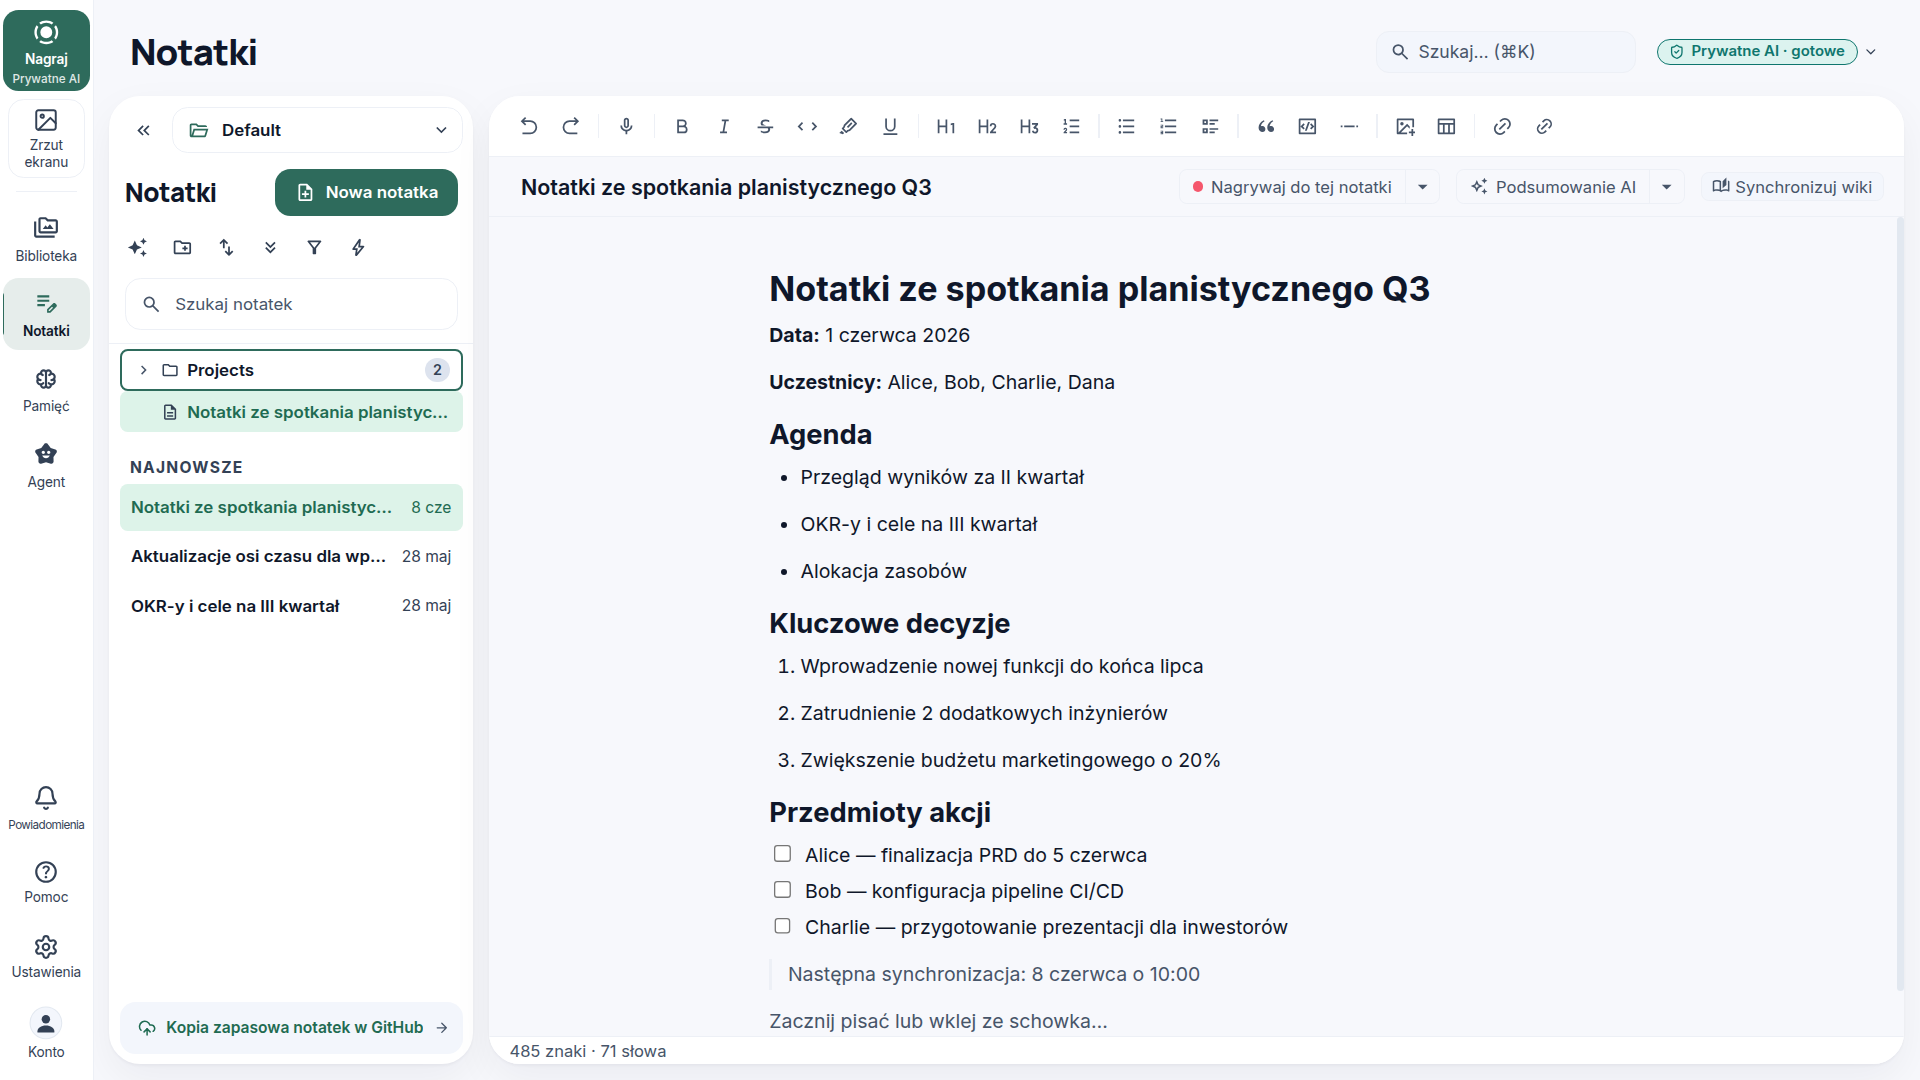 Nagraj
Prywatne AI
Zrzut
ekranu
Biblioteka
Notatki
Pamięć
Agent
Powiadomienia
Pomoc
Ustawienia
Konto
Notatki
Szukaj... (⌘K)
Prywatne AI · gotowe
Default
Notatki
Nowa notatka
Szukaj notatek
Projects
2
Notatki ze spotkania planistyc...
NAJNOWSZE
Notatki ze spotkania planistyc...
8 cze
Aktualizacje osi czasu dla wp...
28 maj
OKR-y i cele na III kwartał
28 maj
Kopia zapasowa notatek w GitHub
H1
H2
H3
Notatki ze spotkania planistycznego Q3
Nagrywaj do tej notatki
Podsumowanie AI
Synchronizuj wiki
Notatki ze spotkania planistycznego Q3
Data: 1 czerwca 2026
Uczestnicy: Alice, Bob, Charlie, Dana
Agenda
• Przegląd wyników za II kwartał
• OKR-y i cele na III kwartał
• Alokacja zasobów
Kluczowe decyzje
1. Wprowadzenie nowej funkcji do końca lipca
2. Zatrudnienie 2 dodatkowych inżynierów
3. Zwiększenie budżetu marketingowego o 20%
Przedmioty akcji
Alice — finalizacja PRD do 5 czerwca
Bob — konfiguracja pipeline CI/CD
Charlie — przygotowanie prezentacji dla inwestorów
Następna synchronizacja: 8 czerwca o 10:00
Zacznij pisać lub wklej ze schowka...
485 znaki · 71 słowa